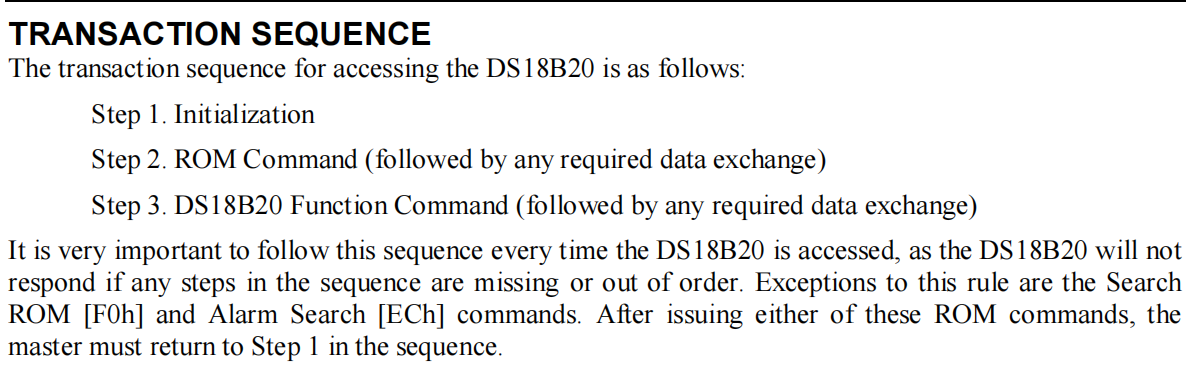 TRANSACTION SEQUENCE
The transaction sequence for accessing the DS18B20 is as follows:
Step 1. Initialization
Step 2. ROM Command (followed by any required data exchange)
Step 3. DS18B20 Function Command (followed by any required data exchange)
It is very important to follow this sequence every time the DS18B20 is accessed, as the DS18B20 will not
respond if any steps in the sequence are missing or out of order. Exceptions to this rule are the Search
ROM [F0h] and Alarm Search [ECh] commands. After issuing either of these ROM commands, the
master must return to Step 1 in the sequence.